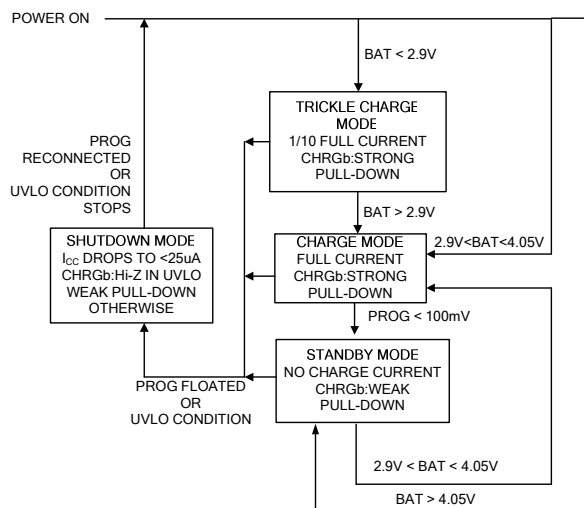 POWER ON
BAT < 2.9V
TRICKLE CHARGE
MODE
1/10 FULL CURRENT
CHRGb:STRONG
PULL-DOWN
PROG
RECONNECTED
OR
UVLO CONDITION
STOPS
BAT > 2.9V
SHUTDOWN MODE
ICC DROPS TO <25uA
CHRGb:Hi-Z IN UVLO
WEAK PULL-DOWN
OTHERWISE
CHARGE MODE
FULL CURRENT
CHRGb:STRONG
PULL-DOWN
2.9V<BAT<4.05V
PROG < 100mV
STANDBY MODE
NO CHARGE CURRENT
CHRGb:WEAK
PULL-DOWN
PROG FLOATED
OR
UVLO CONDITION
2.9V < BAT < 4.05V
BAT > 4.05V